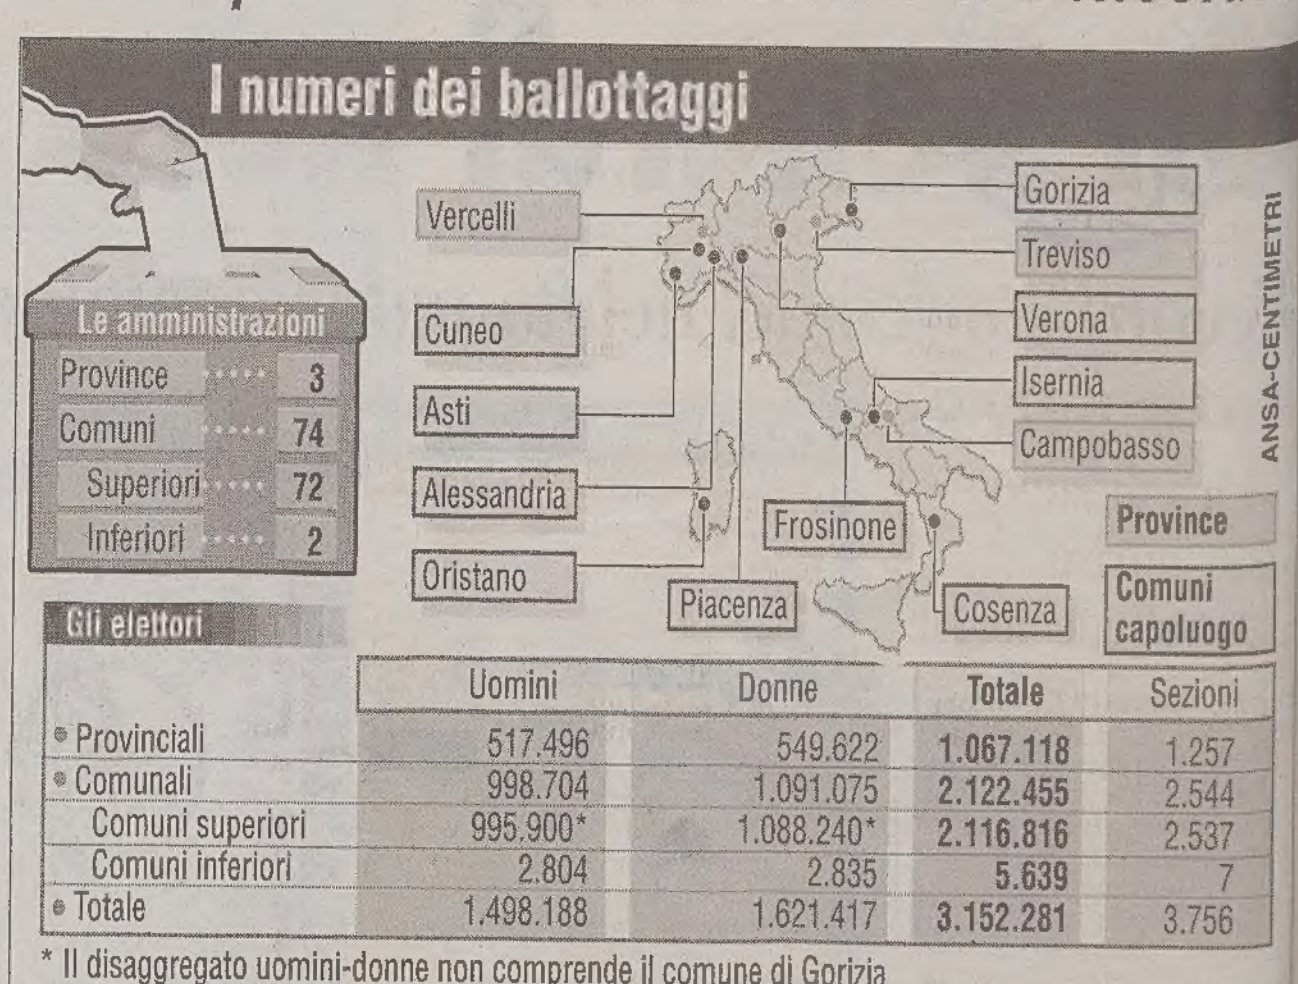 I numeri dei ballottaggi
Le amministrazioni
Province ····· 3
Comuni ····· 74
Superiori ····· 72
Inferiori ····· 2
Vercelli
Cuneo
Asti
Alessandria
Oristano
Piacenza
Frosinone
Cosenza
Gorizia
Treviso
Verona
Isernia
Campobasso
Province
Comuni
capoluogo
ANSA-CENTIMETRI
Gli elettori
Uomini Donne Totale Sezioni
Provinciali 517.496 549.622 1.067.118 1.257
Comunali 998.704 1.091.075 2.122.455 2.544
Comuni superiori 995.900* 1.088.240* 2.116.816 2.537
Comuni inferiori 2.804 2.835 5.639 7
Totale 1.498.188 1.621.417 3.152.281 3.756
* Il disaggregato uomini-donne non comprende il comune di Gorizia